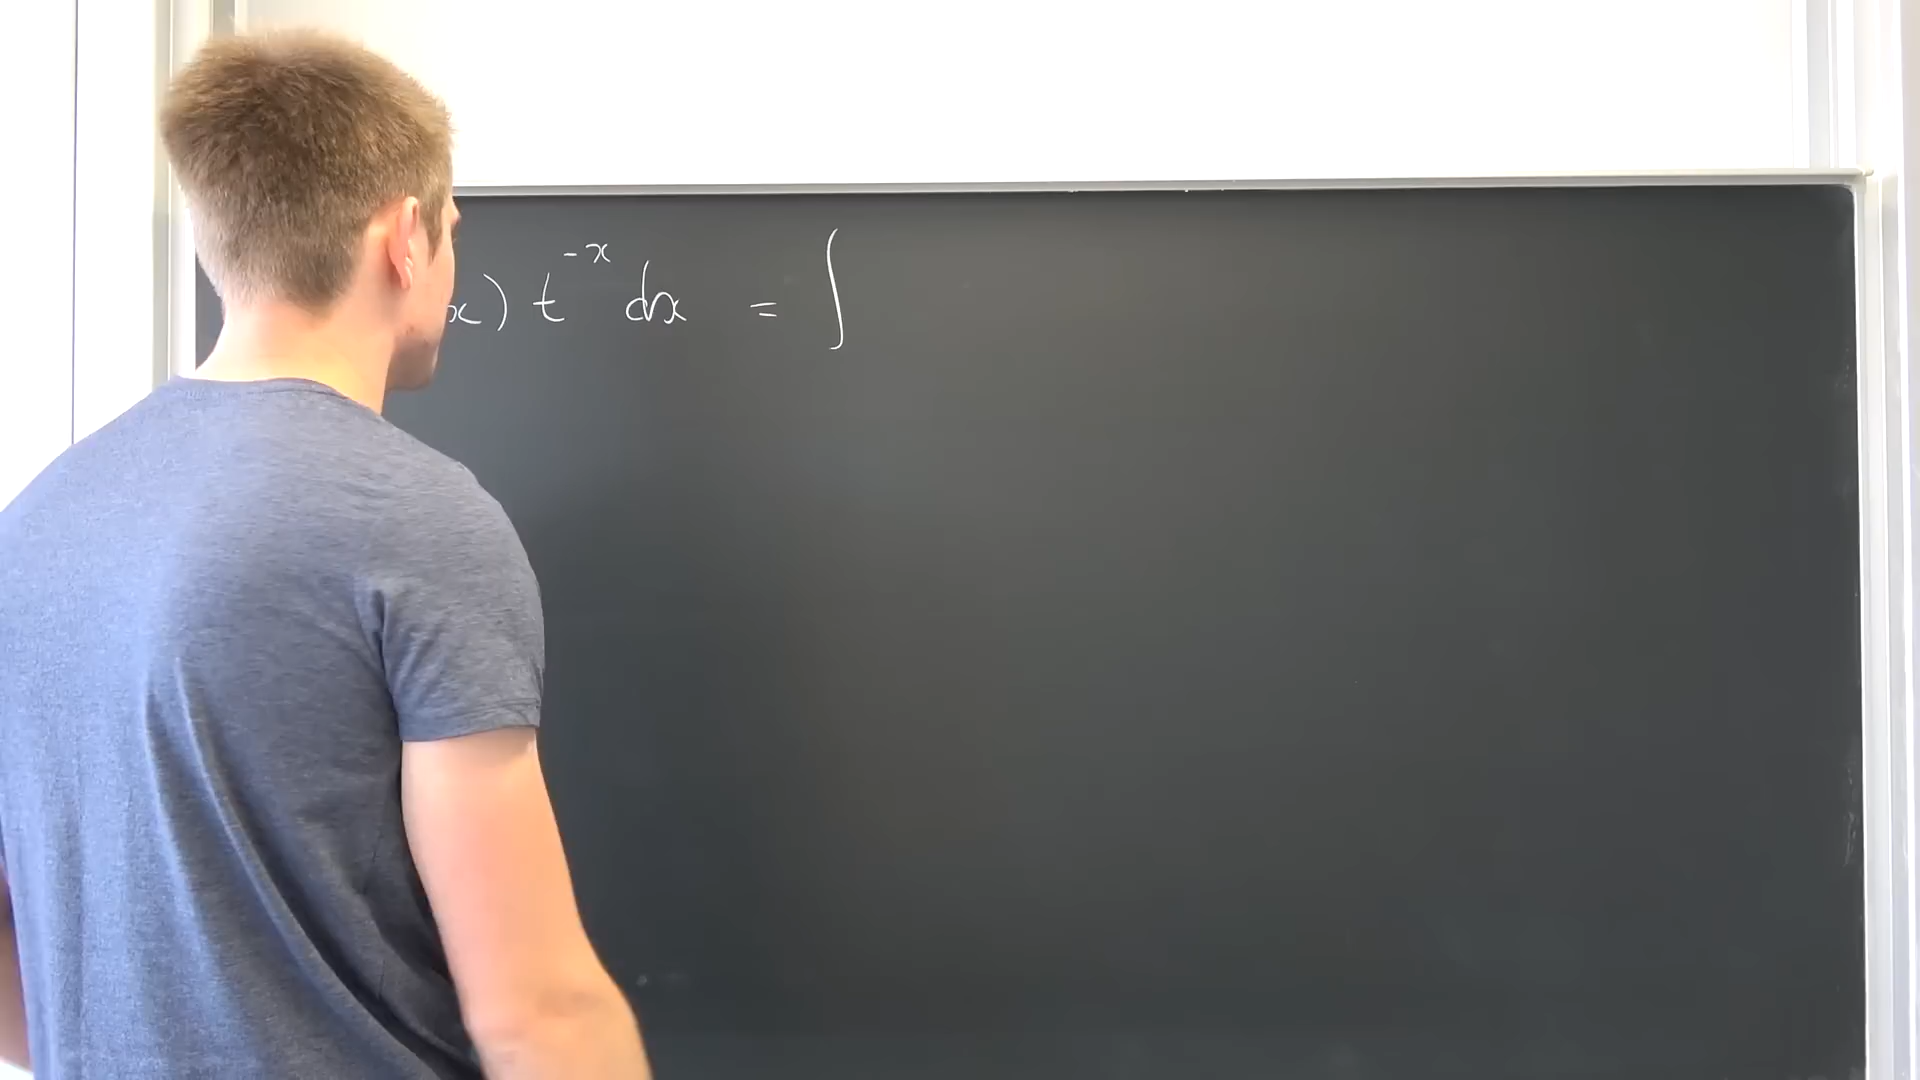 x) t^{-x} dx = ∫